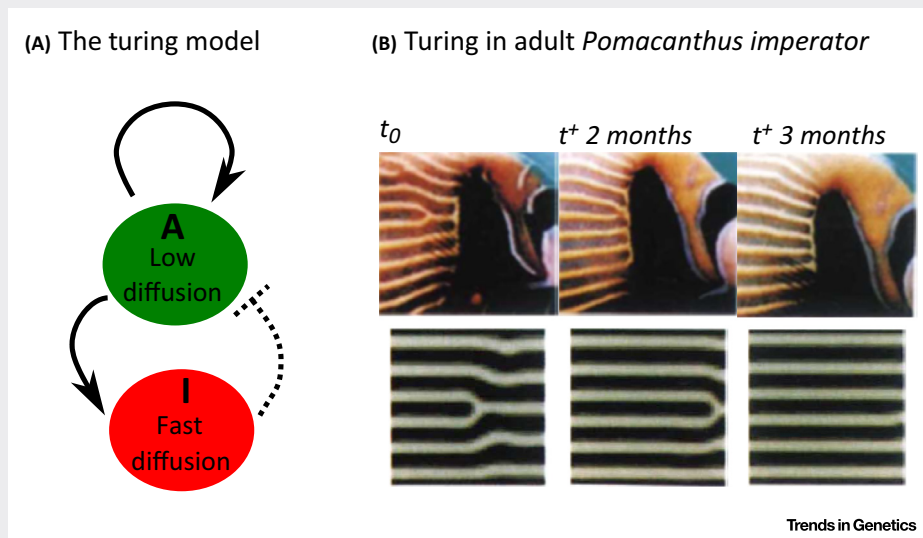 (A) The turing model
(B) Turing in adult Pomacanthus imperator
t0
t+ 2 months
t+ 3 months
A
Low
diffusion
I
Fast
diffusion
Trends in Genetics